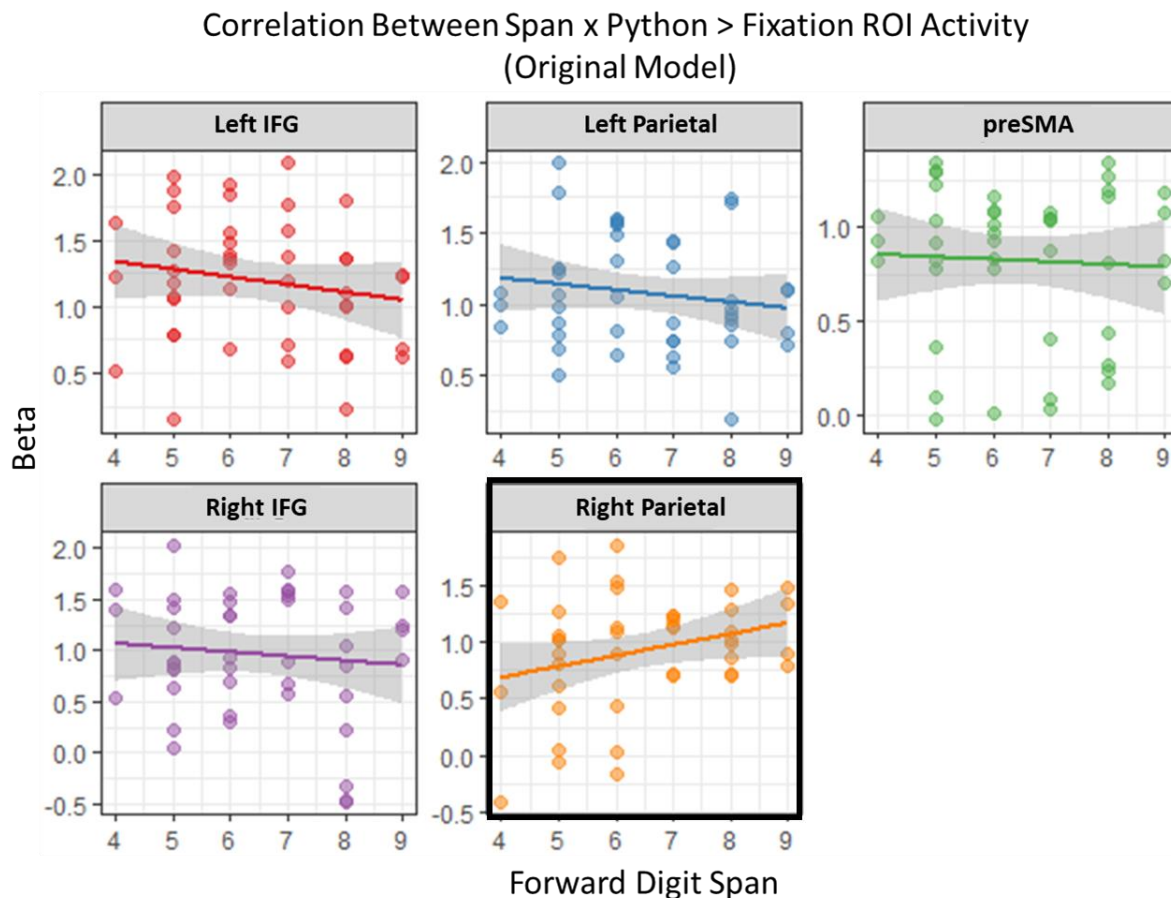 Correlation Between Span x Python > Fixation ROI Activity
(Original Model)
Left IFG
Left Parietal
preSMA
2.0
1.5
1.0
0.5
4 5 6 7 8 9
2.0
1.5
1.0
0.5
4 5 6 7 8 9
1.0
0.5
0.0
4 5 6 7 8 9
Beta
Right IFG
Right Parietal
2.0
1.5
1.0
0.5
0.0
-0.5
4 5 6 7 8 9
1.5
1.0
0.5
0.0
-0.5
4 5 6 7 8 9
Forward Digit Span